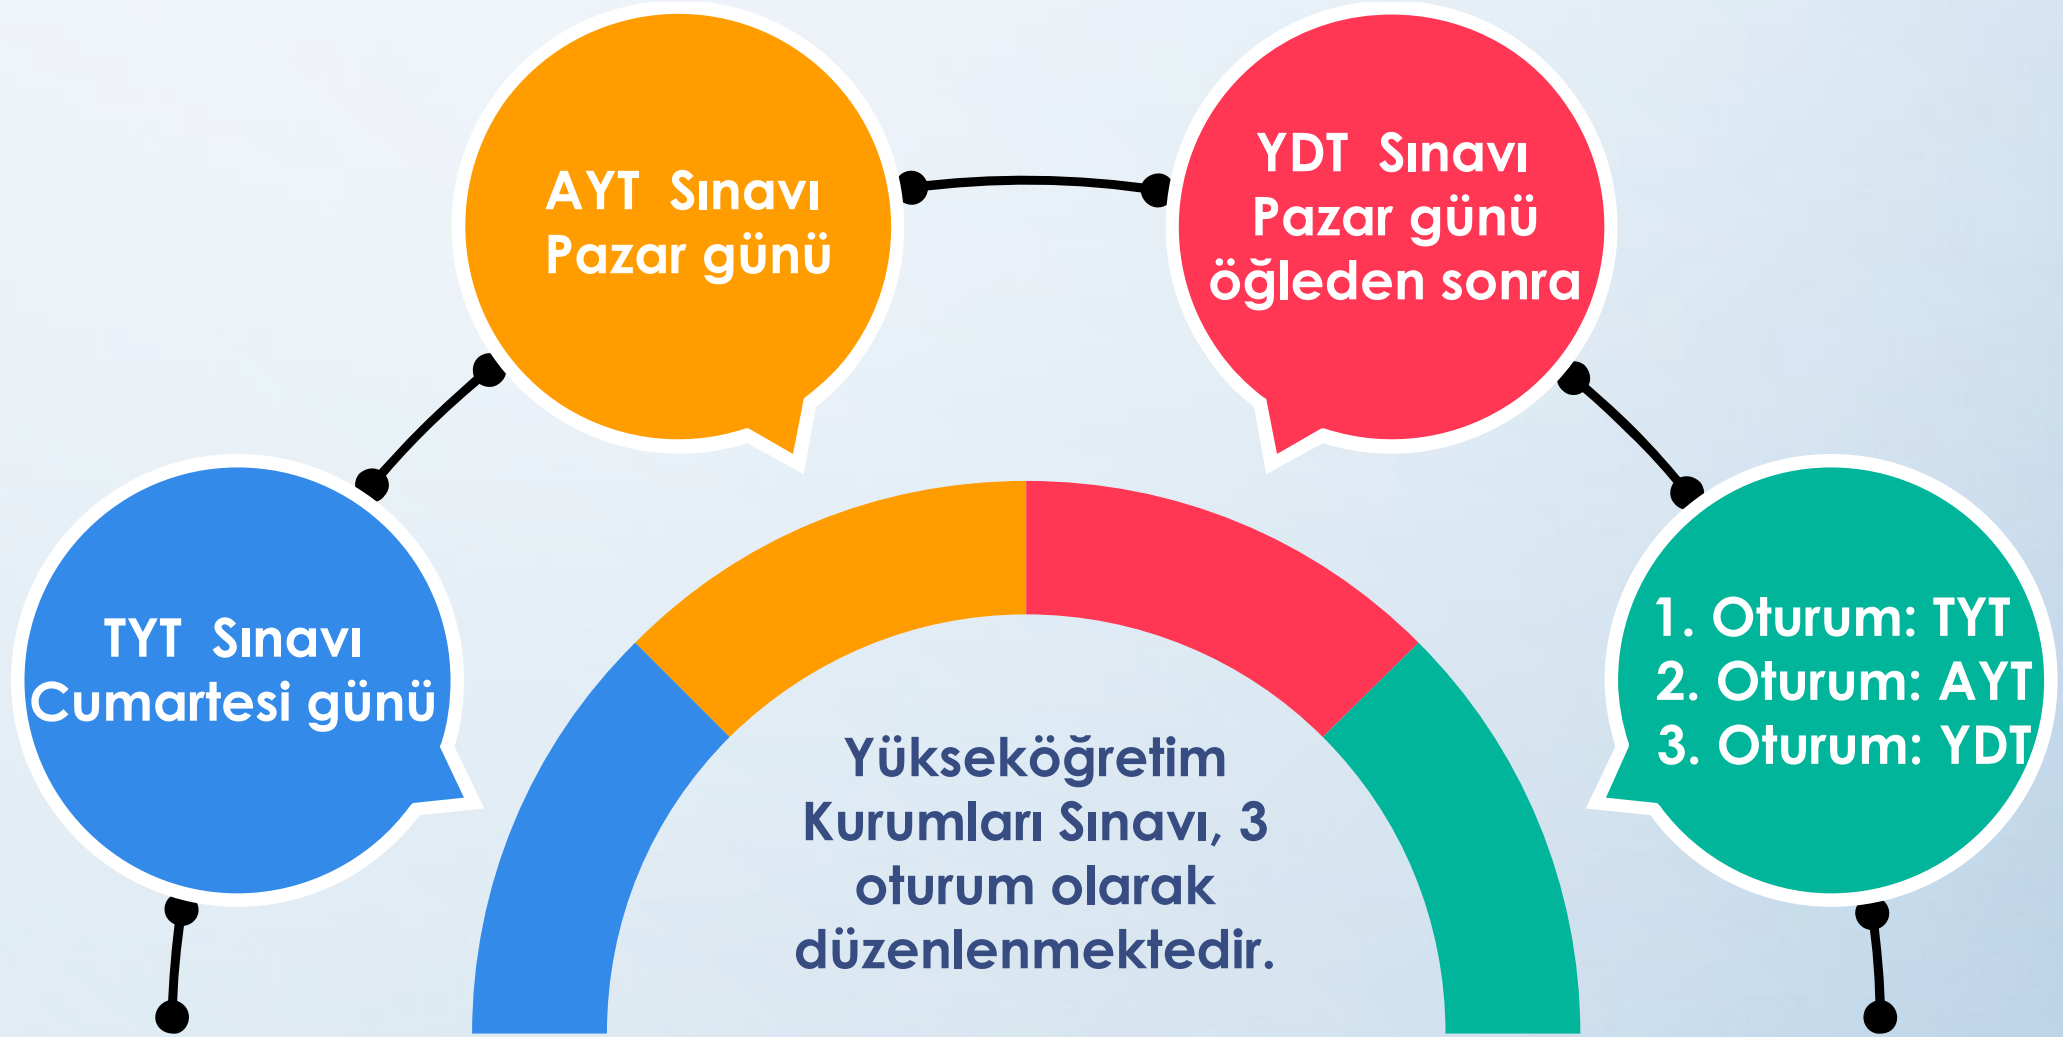 TYT Sınavı
Cumartesi günü
AYT Sınavı
Pazar günü
YDT Sınavı
Pazar günü
öğleden sonra
1. Oturum: TYT
2. Oturum: AYT
3. Oturum: YDT
Yükseköğretim
Kurumları Sınavı, 3
oturum olarak
düzenlenmektedir.